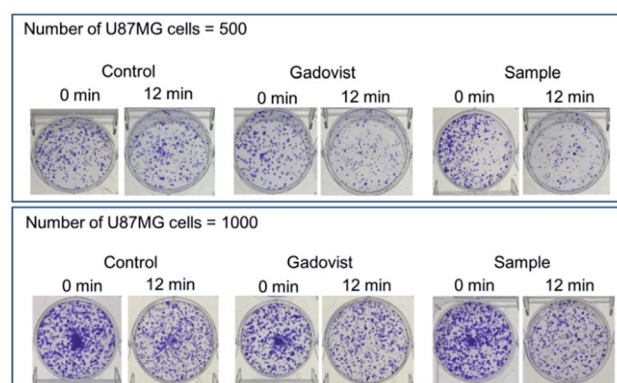 Number of U87MG cells = 500
Control Gadovist Sample
0 min 12 min 0 min 12 min 0 min 12 min
Number of U87MG cells = 1000
Control Gadovist Sample
0 min 12 min 0 min 12 min 0 min 12 min